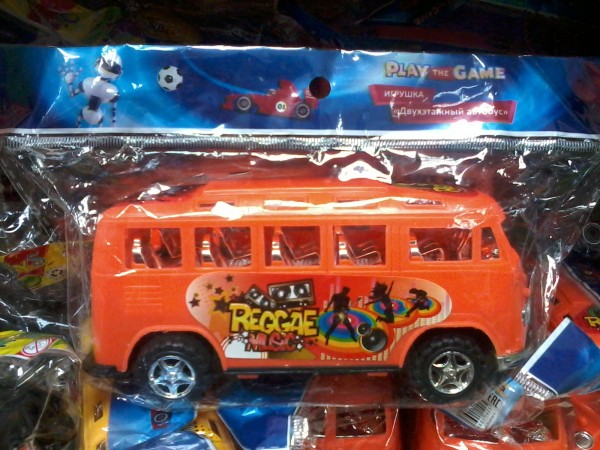 PLAY THE GAME
ИГРУШКА
«Двухэтажный автобус»
REGGAE
MUSIC